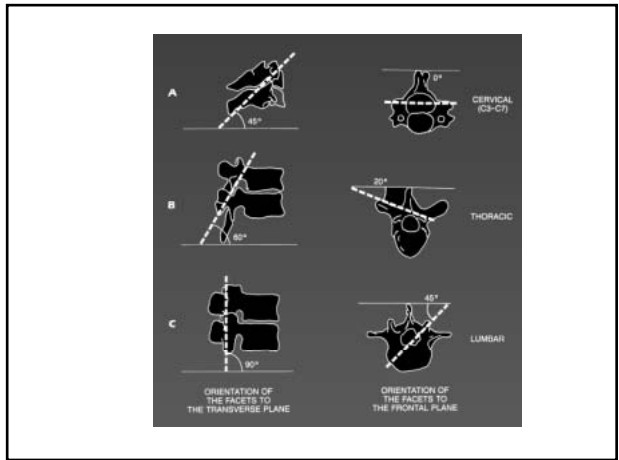 A
45°
0°
CERVICAL
(C3-C7)
B
60°
20°
THORACIC
C
90°
45°
LUMBAR
ORIENTATION OF
THE FACETS TO
THE TRANSVERSE PLANE
ORIENTATION OF
THE FACETS TO
THE FRONTAL PLANE